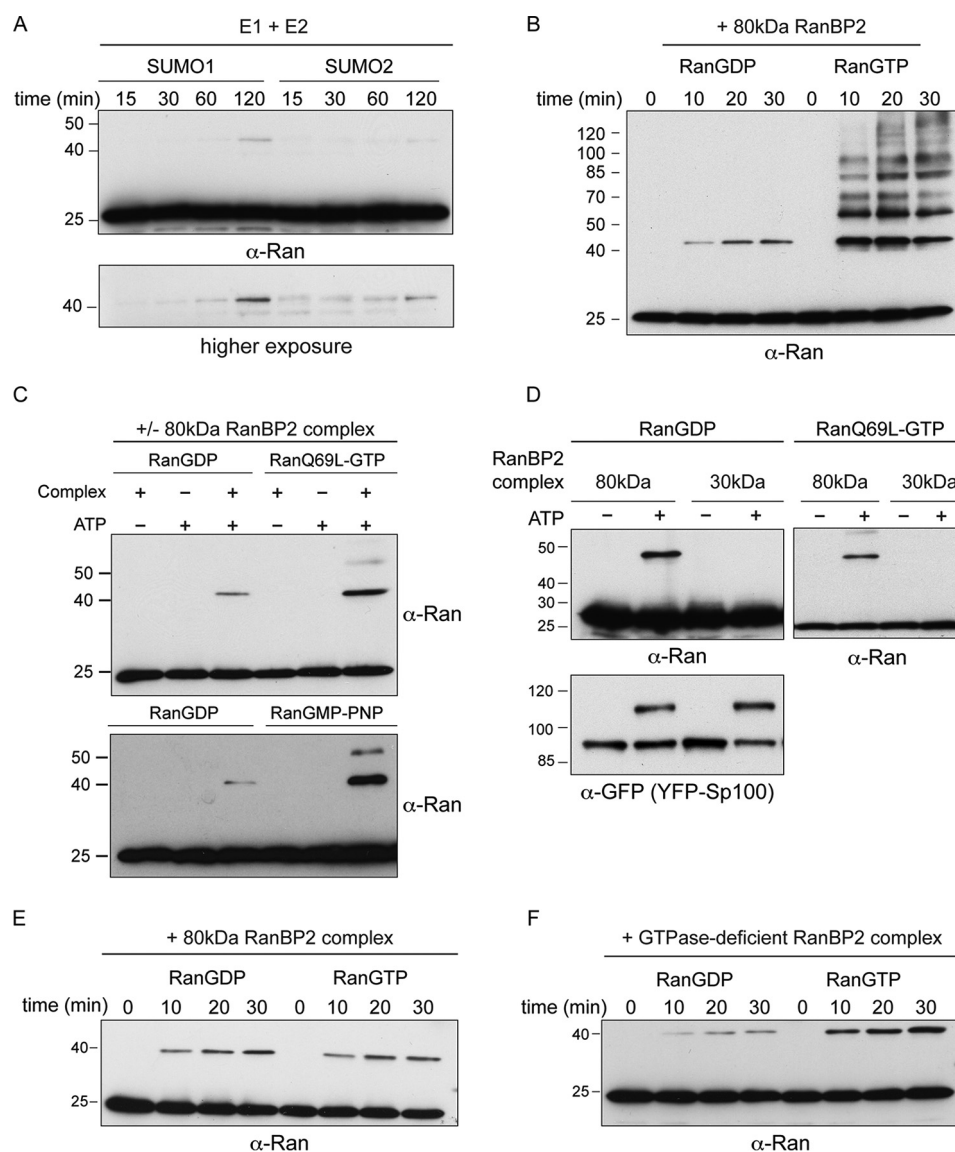 A
E1 + E2
SUMO1 SUMO2
time (min) 15 30 60 120 15 30 60 120
50
40
25
α-Ran
40
higher exposure
B
+ 80kDa RanBP2
RanGDP RanGTP
time (min) 0 10 20 30 0 10 20 30
120
100
85
70
50
40
25
α-Ran
C
+/- 80kDa RanBP2 complex
RanGDP RanQ69L-GTP
Complex + – + + – +
ATP – + + – + +
50
40
25
α-Ran
RanGDP RanGMP-PNP
50
40
25
α-Ran
D
RanGDP RanQ69L-GTP
RanBP2
complex 80kDa 30kDa 80kDa 30kDa
ATP – + – + – + – +
50
40
30
25
α-Ran α-Ran
120
100
85
α-GFP (YFP-Sp100)
E
+ 80kDa RanBP2 complex
RanGDP RanGTP
time (min) 0 10 20 30 0 10 20 30
40
25
α-Ran
F
+ GTPase-deficient RanBP2 complex
RanGDP RanGTP
time (min) 0 10 20 30 0 10 20 30
40
25
α-Ran